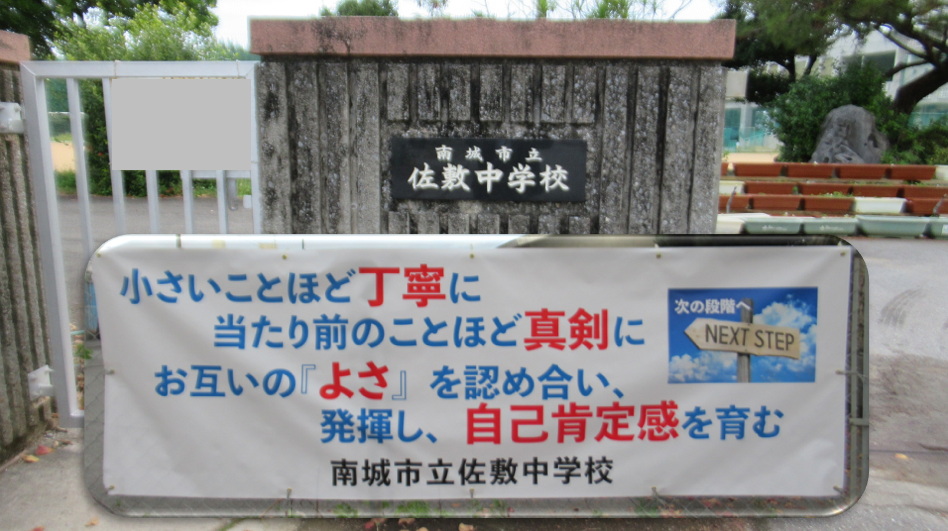 南城市立
佐敷中学校
小さいことほど丁寧に
当たり前のことほど真剣に
お互いの『よさ』を認め合い、
発揮し、自己肯定感を育む
南城市立佐敷中学校
次の段階へ
NEXT STEP